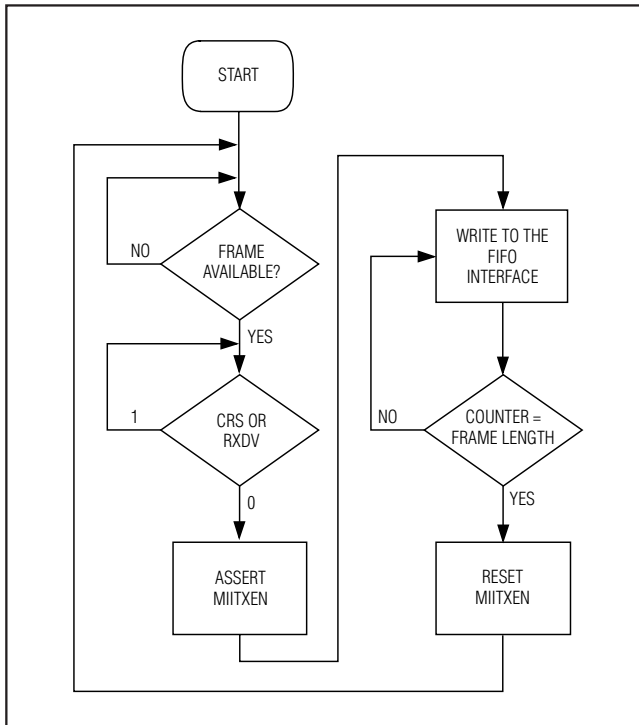 START
FRAME
AVAILABLE?
NO
YES
CRS OR
RXDV
1
0
ASSERT
MIITXEN
WRITE TO THE
FIFO
INTERFACE
COUNTER =
FRAME LENGTH
NO
YES
RESET
MIITXEN